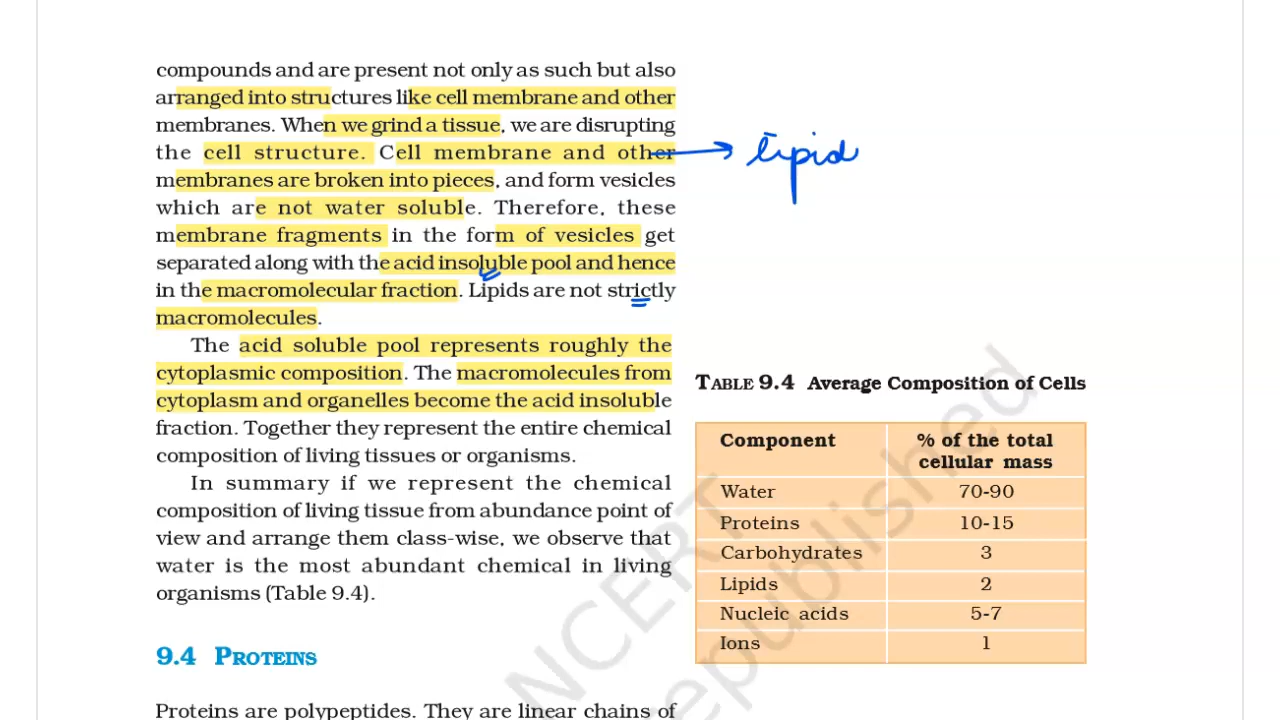 compounds and are present not only as such but also
arranged into structures like cell membrane and other
membranes. When we grind a tissue, we are disrupting
the cell structure. Cell membrane and other
membranes are broken into pieces, and form vesicles
which are not water soluble. Therefore, these
membrane fragments in the form of vesicles get
separated along with the acid insoluble pool and hence
in the macromolecular fraction. Lipids are not strictly
macromolecules.
The acid soluble pool represents roughly the
cytoplasmic composition. The macromolecules from
cytoplasm and organelles become the acid insoluble
fraction. Together they represent the entire chemical
composition of living tissues or organisms.
In summary if we represent the chemical
composition of living tissue from abundance point of
view and arrange them class-wise, we observe that
water is the most abundant chemical in living
organisms (Table 9.4).
9.4 PROTEINS
Proteins are polypeptides. They are linear chains of
lipid
TABLE 9.4 Average Composition of Cells
Component % of the total
cellular mass
Water 70-90
Proteins 10-15
Carbohydrates 3
Lipids 2
Nucleic acids 5-7
Ions 1
NCERT
republished